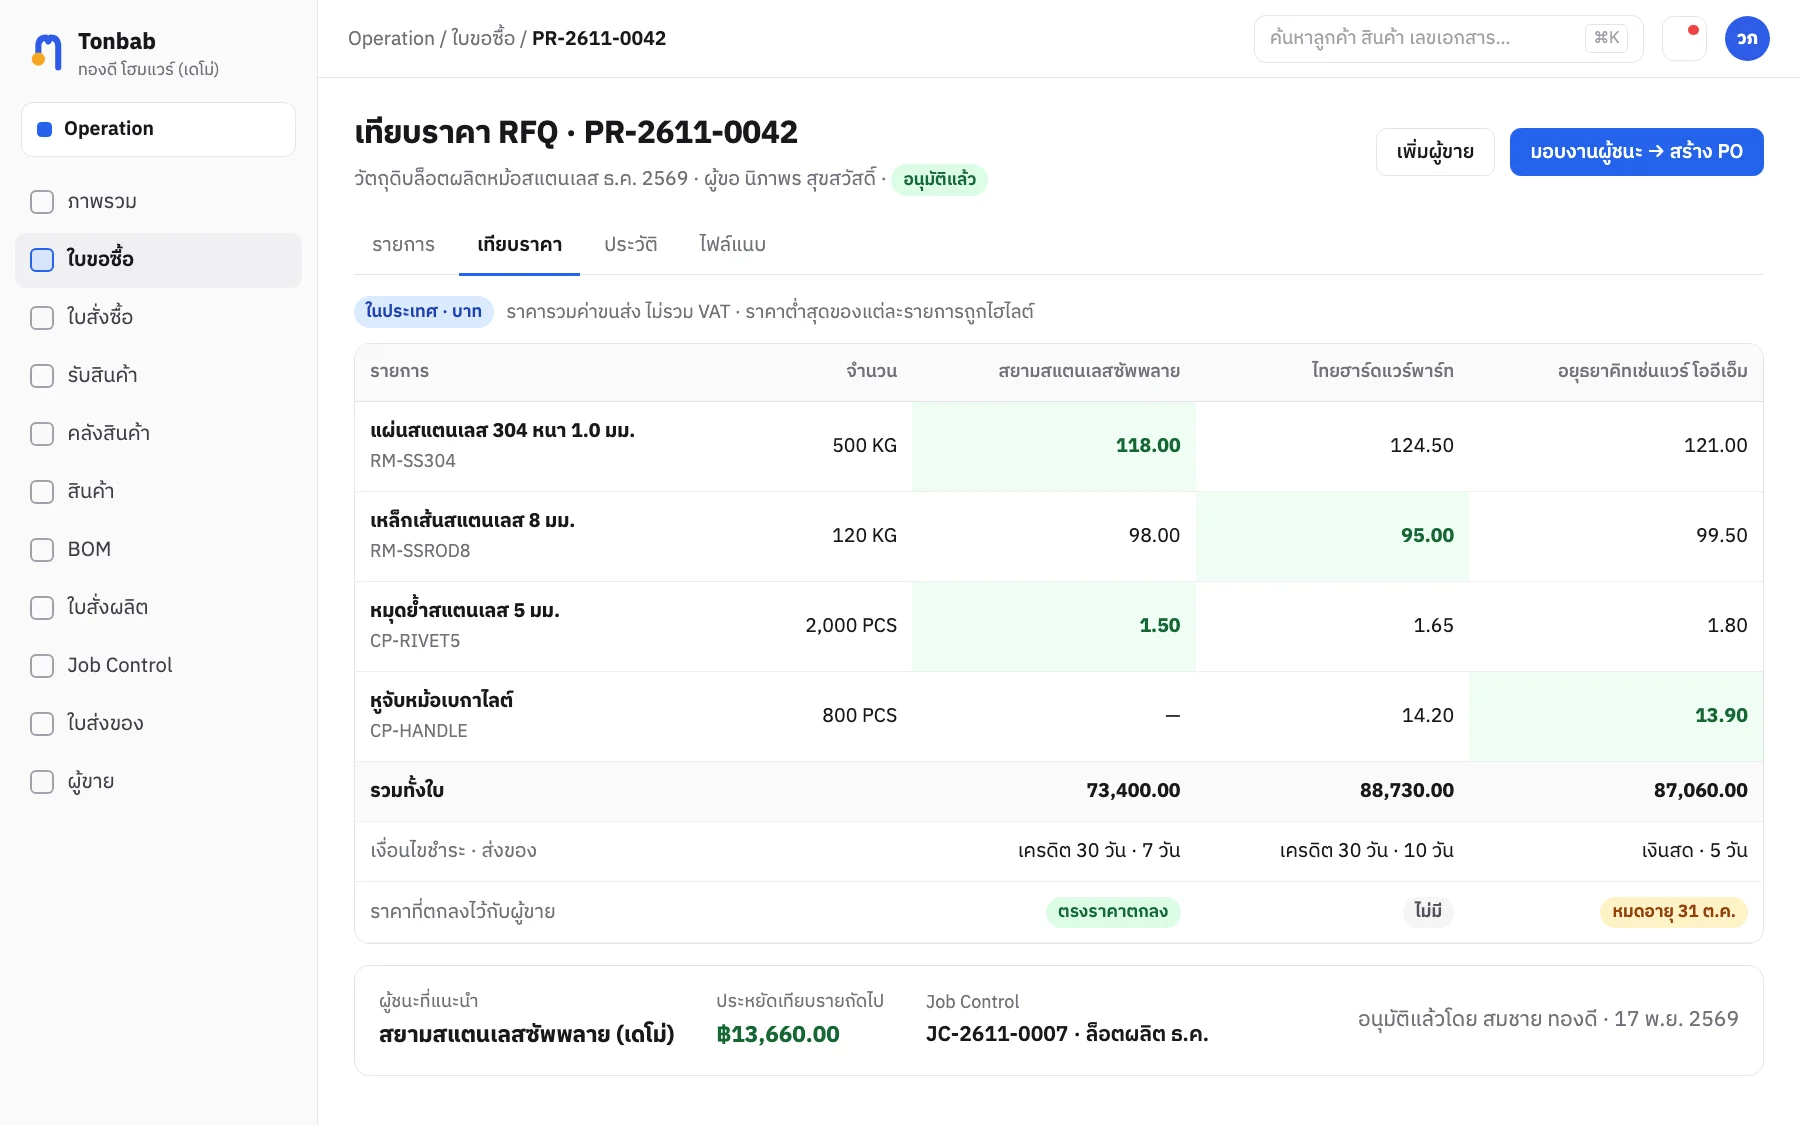 Tonbab
ทองดี โฮมแวร์ (เดโม่)
Operation
ภาพรวม
ใบขอซื้อ
ใบสั่งซื้อ
รับสินค้า
คลังสินค้า
สินค้า
BOM
ใบสั่งผลิต
Job Control
ใบส่งของ
ผู้ขาย
Operation / ใบขอซื้อ / PR-2611-0042
ค้นหาลูกค้า สินค้า เลขเอกสาร... ⌘K
วก
เทียบราคา RFQ · PR-2611-0042
วัตถุดิบล็อตผลิตหม้อสแตนเลส ธ.ค. 2569 · ผู้ขอ นิภาพร สุขสวัสดิ์ · อนุมัติแล้ว
เพิ่มผู้ขาย
มอบงานผู้ชนะ → สร้าง PO
รายการ เทียบราคา ประวัติ ไฟล์แนบ
ในประเทศ · บาท ราคารวมค่าขนส่ง ไม่รวม VAT · ราคาต่ำสุดของแต่ละรายการถูกไฮไลต์
รายการ จำนวน สยามสแตนเลสซัพพลาย ไทยฮาร์ดแวร์พาร์ท อยุธยาคิทเช่นแวร์ โออีเอ็ม
แผ่นสแตนเลส 304 หนา 1.0 มม.
RM-SS304
500 KG 118.00 124.50 121.00
เหล็กเส้นสแตนเลส 8 มม.
RM-SSROD8
120 KG 98.00 95.00 99.50
หมุดย้ำสแตนเลส 5 มม.
CP-RIVET5
2,000 PCS 1.50 1.65 1.80
หูจับหม้อเบกาไลต์
CP-HANDLE
800 PCS — 14.20 13.90
รวมทั้งใบ 73,400.00 88,730.00 87,060.00
เงื่อนไขชำระ · ส่งของ เครดิต 30 วัน · 7 วัน เครดิต 30 วัน · 10 วัน เงินสด · 5 วัน
ราคาที่ตกลงไว้กับผู้ขาย ตรงราคาตกลง ไม่มี หมดอายุ 31 ต.ค.
ผู้ชนะที่แนะนำ
สยามสแตนเลสซัพพลาย (เดโม่)
ประหยัดเทียบรายถัดไป
฿13,660.00
Job Control
JC-2611-0007 · ล็อตผลิต ธ.ค.
อนุมัติแล้วโดย สมชาย ทองดี · 17 พ.ย. 2569